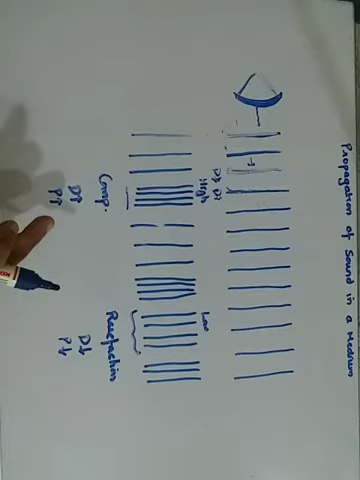 Propagation of Sound in a Medium
High
Low
Comp.
Rarefaction
D↑
P↑
D↓
P↓